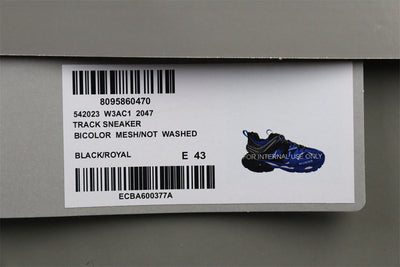 8095860470
542023 W3AC1 2047
TRACK SNEAKER
BICOLOR MESH/NOT WASHED
BLACK/ROYAL E 43
FOR INTERNAL USE ONLY
ECBA600377A